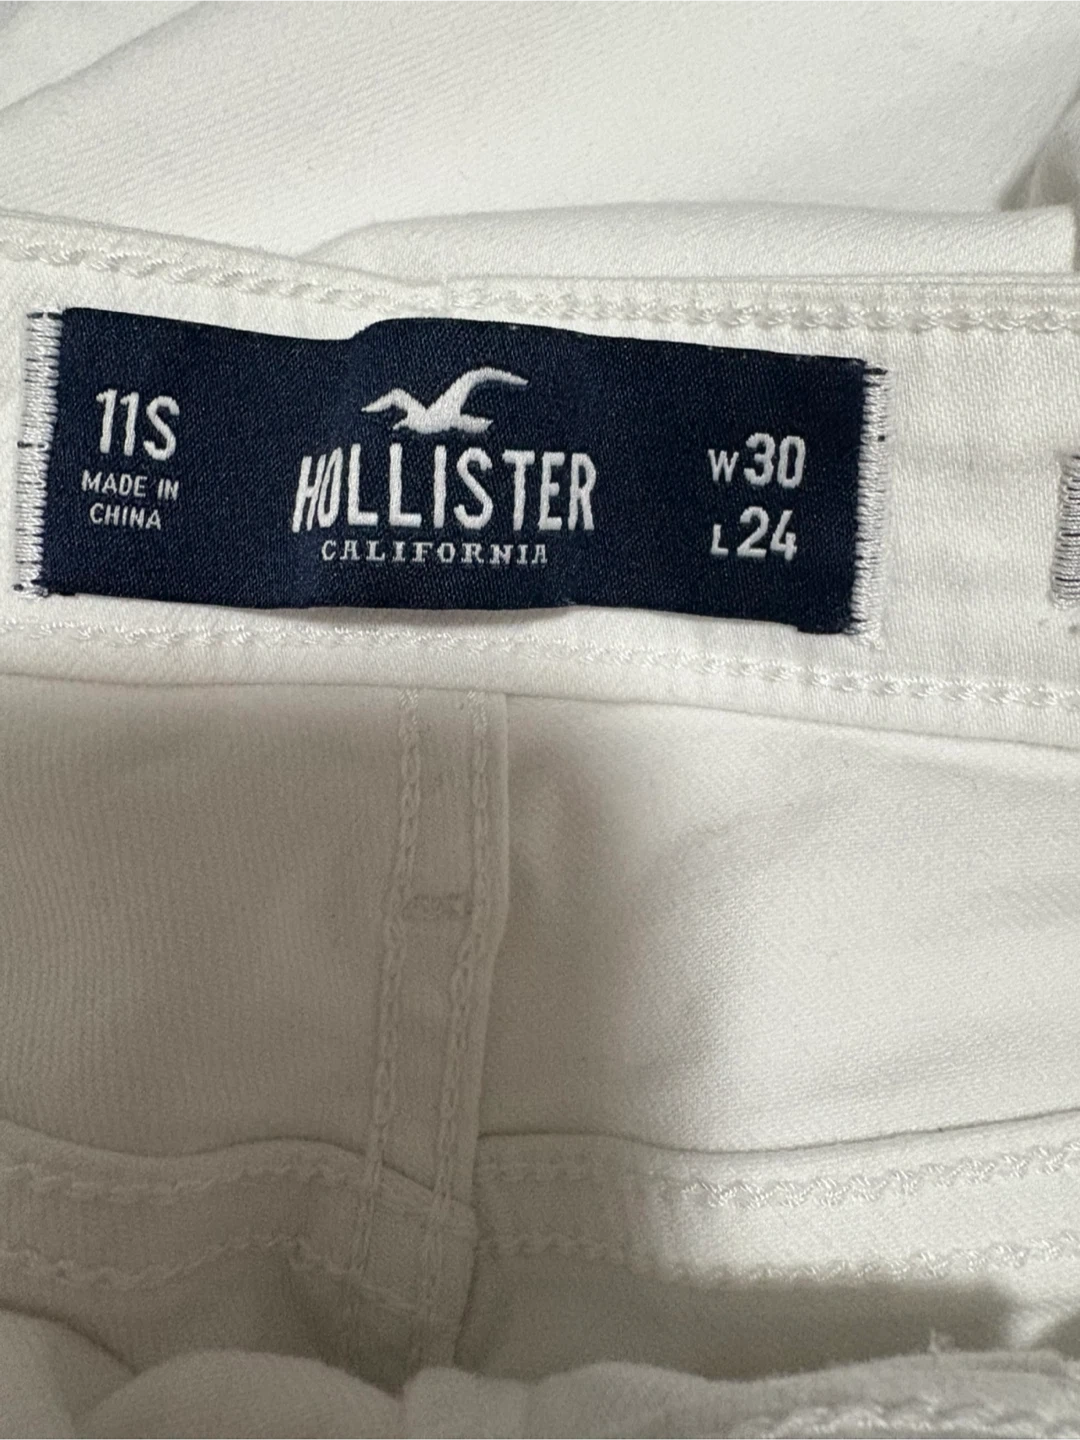 11S
MADE IN
CHINA
HOLLISTER
CALIFORNIA
W30
L24